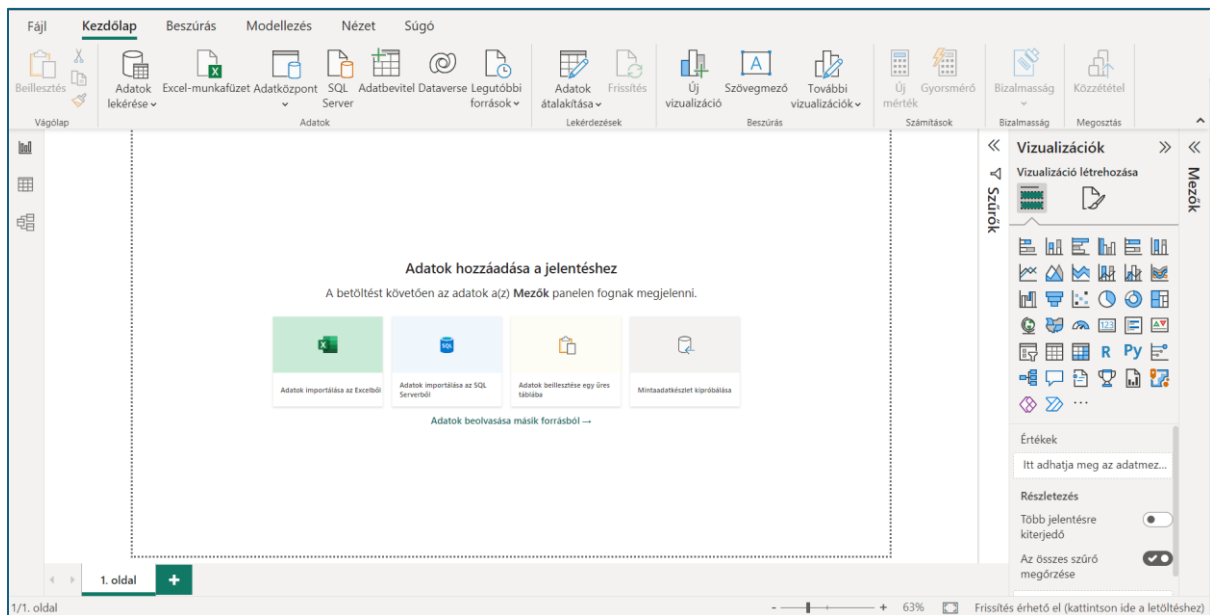 Fájl Kezdőlap Beszúrás Modellezés Nézet Súgó
Beillesztés
Adatok lekérése
Excel-munkafüzet
Adatközpont
SQL Server
Adatbevitel
Dataverse
Legutóbbi források
Adatok átalakítása
Frissítés
Új vizualizáció
Szövegmező
További vizualizációk
Új mérték
Gyorsmérő
Bizalmasság
Közzététel
Vágólap Adatok Lekérdezések Beszúrás Számítások Bizalmasság Megosztás
Adatok hozzáadása a jelentéshez
A betöltést követően az adatok a(z) Mezők panelen fognak megjelenni.
SQL
Adatok importálása az Excelből
Adatok importálása az SQL
Serverből
Adatok beillesztése egy üres
táblába
Mintaadatkészlet kipróbálása
Adatok beolvasása másik forrásból →
Szűrők
Vizualizációk
Vizualizáció létrehozása
123
R Py
...
Értékek
Itt adhatja meg az adatmez...
Részletezés
Több jelentésre
kiterjedő
Az összes szűrő
megőrzése
Mezők
1. oldal +
1/1. oldal
- + 63%
Frissítés érhető el (kattintson ide a letöltéshez)